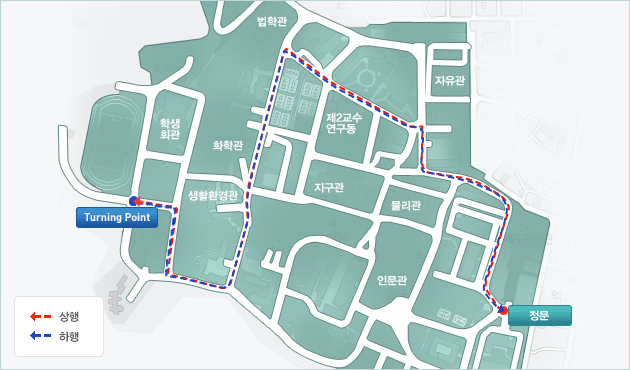 법학관
자유관
학생
회관
제2교수
연구동
화학관
지구관
생활환경관
물리관
Turning Point
인문관
정문
상행
하행